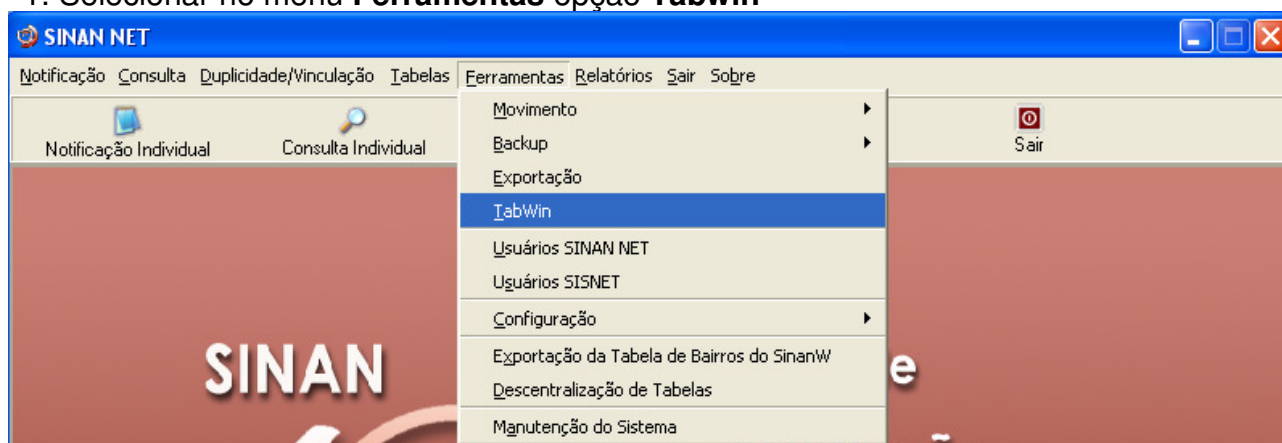 1. Selecionar no menu Ferramentas opção Tabwin
SINAN NET
Notificação Consulta Duplicidade/Vinculação Tabelas Ferramentas Relatórios Sair Sobre
Notificação Individual Consulta Individual Sair
Movimento
Backup
Exportação
TabWin
Usuários SINAN NET
Usuários SISNET
Configuração
Exportação da Tabela de Bairros do SinanW
SINAN e
Descentralização de Tabelas
Manutenção do Sistema